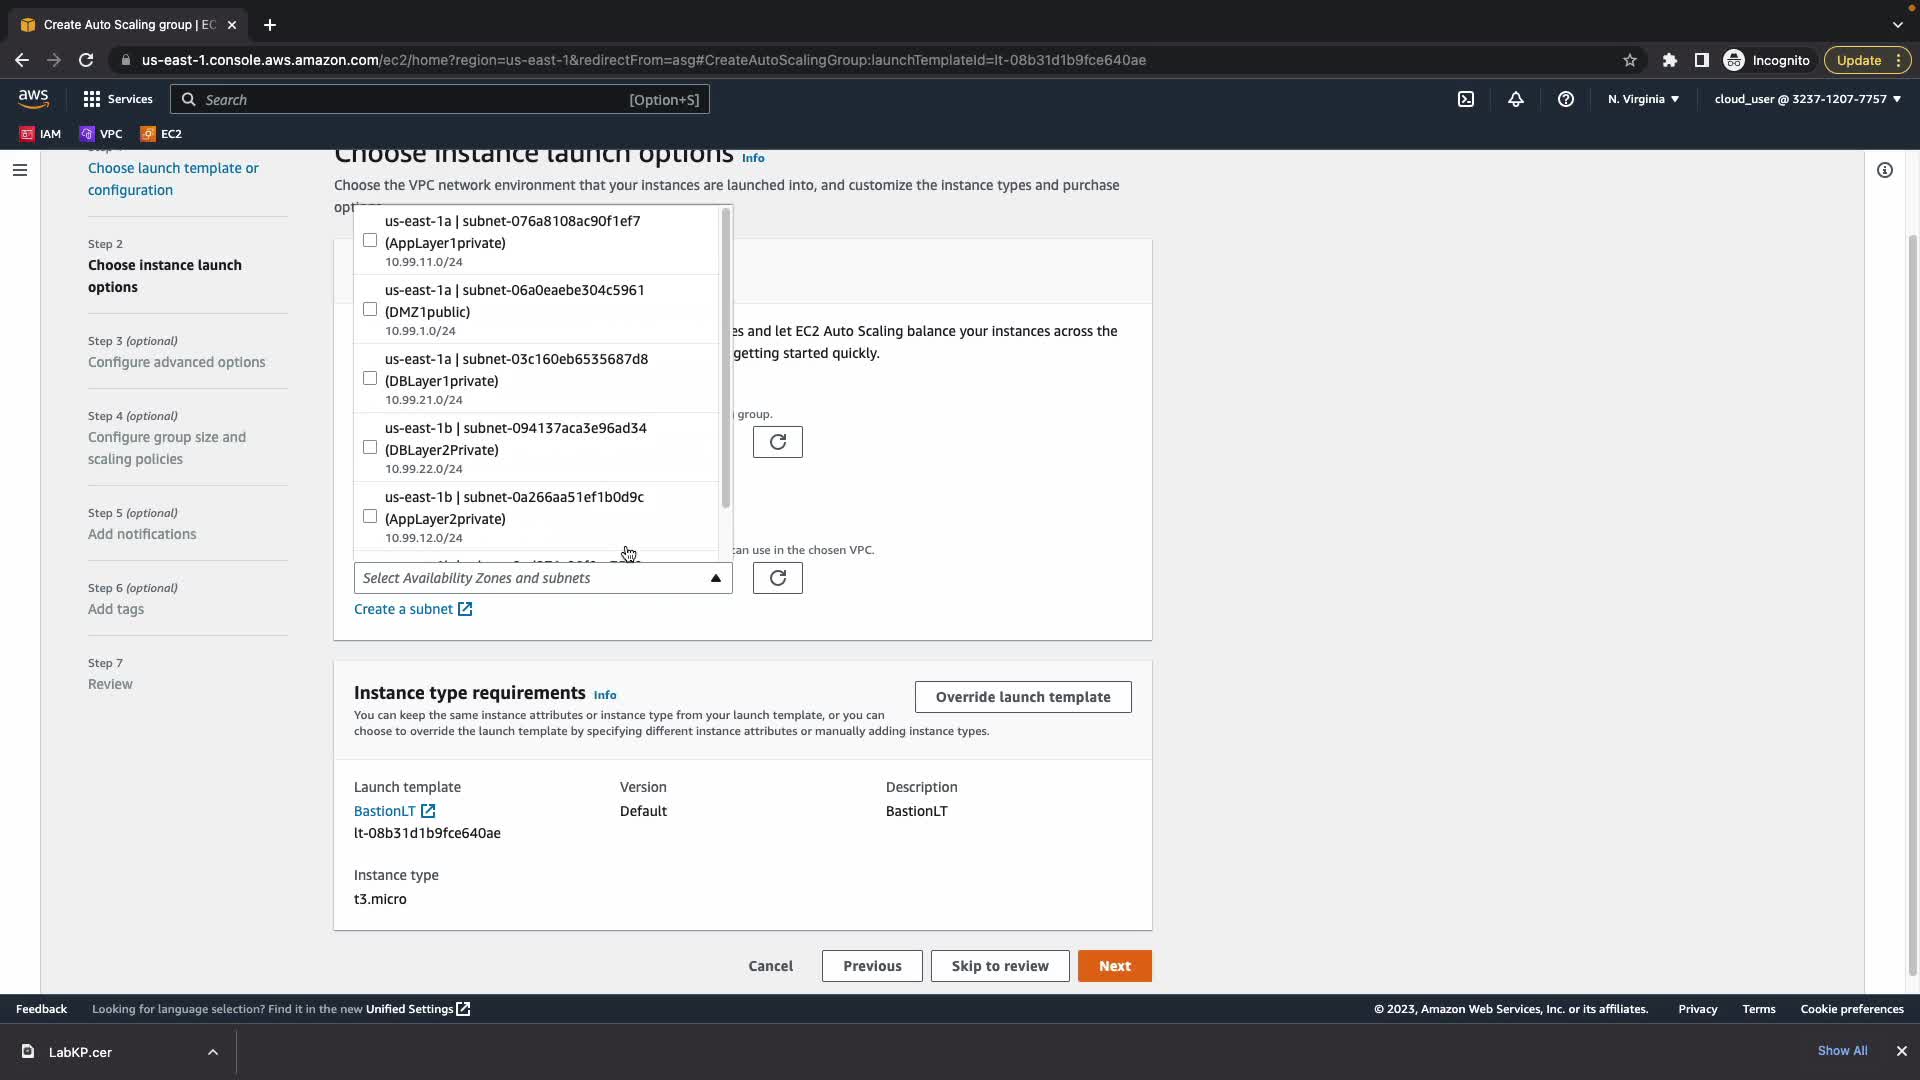 Create Auto Scaling group | EC
us-east-1.console.aws.amazon.com/ec2/home?region=us-east-1&redirectFrom=asg#CreateAutoScalingGroup:launchTemplateId=lt-08b31d1b9fce640ae
Incognito
Update
aws
Services
Search
[Option+S]
N. Virginia
cloud_user @ 3237-1207-7757
IAM
VPC
EC2
Choose launch template or
configuration
Step 2
Choose instance launch
options
Step 3 (optional)
Configure advanced options
Step 4 (optional)
Configure group size and
scaling policies
Step 5 (optional)
Add notifications
Step 6 (optional)
Add tags
Step 7
Review
Choose instance launch options Info
Choose the VPC network environment that your instances are launched into, and customize the instance types and purchase
us-east-1a | subnet-076a8108ac90f1ef7
(AppLayer1private)
10.99.11.0/24
us-east-1a | subnet-06a0eaebe304c5961
(DMZ1public)
10.99.1.0/24
us-east-1a | subnet-03c160eb6535687d8
(DBLayer1private)
10.99.21.0/24
us-east-1b | subnet-094137aca3e96ad34
(DBLayer2Private)
10.99.22.0/24
us-east-1b | subnet-0a266aa51ef1b0d9c
(AppLayer2private)
10.99.12.0/24
es and let EC2 Auto Scaling balance your instances across the
getting started quickly.
group.
can use in the chosen VPC.
Select Availability Zones and subnets
Create a subnet
Instance type requirements Info
Override launch template
You can keep the same instance attributes or instance type from your launch template, or you can
choose to override the launch template by specifying different instance attributes or manually adding instance types.
Launch template
BastionLT
lt-08b31d1b9fce640ae
Version
Default
Description
BastionLT
Instance type
t3.micro
Cancel
Previous
Skip to review
Next
Feedback
Looking for language selection? Find it in the new Unified Settings
© 2023, Amazon Web Services, Inc. or its affiliates.
Privacy
Terms
Cookie preferences
LabKP.cer
Show All